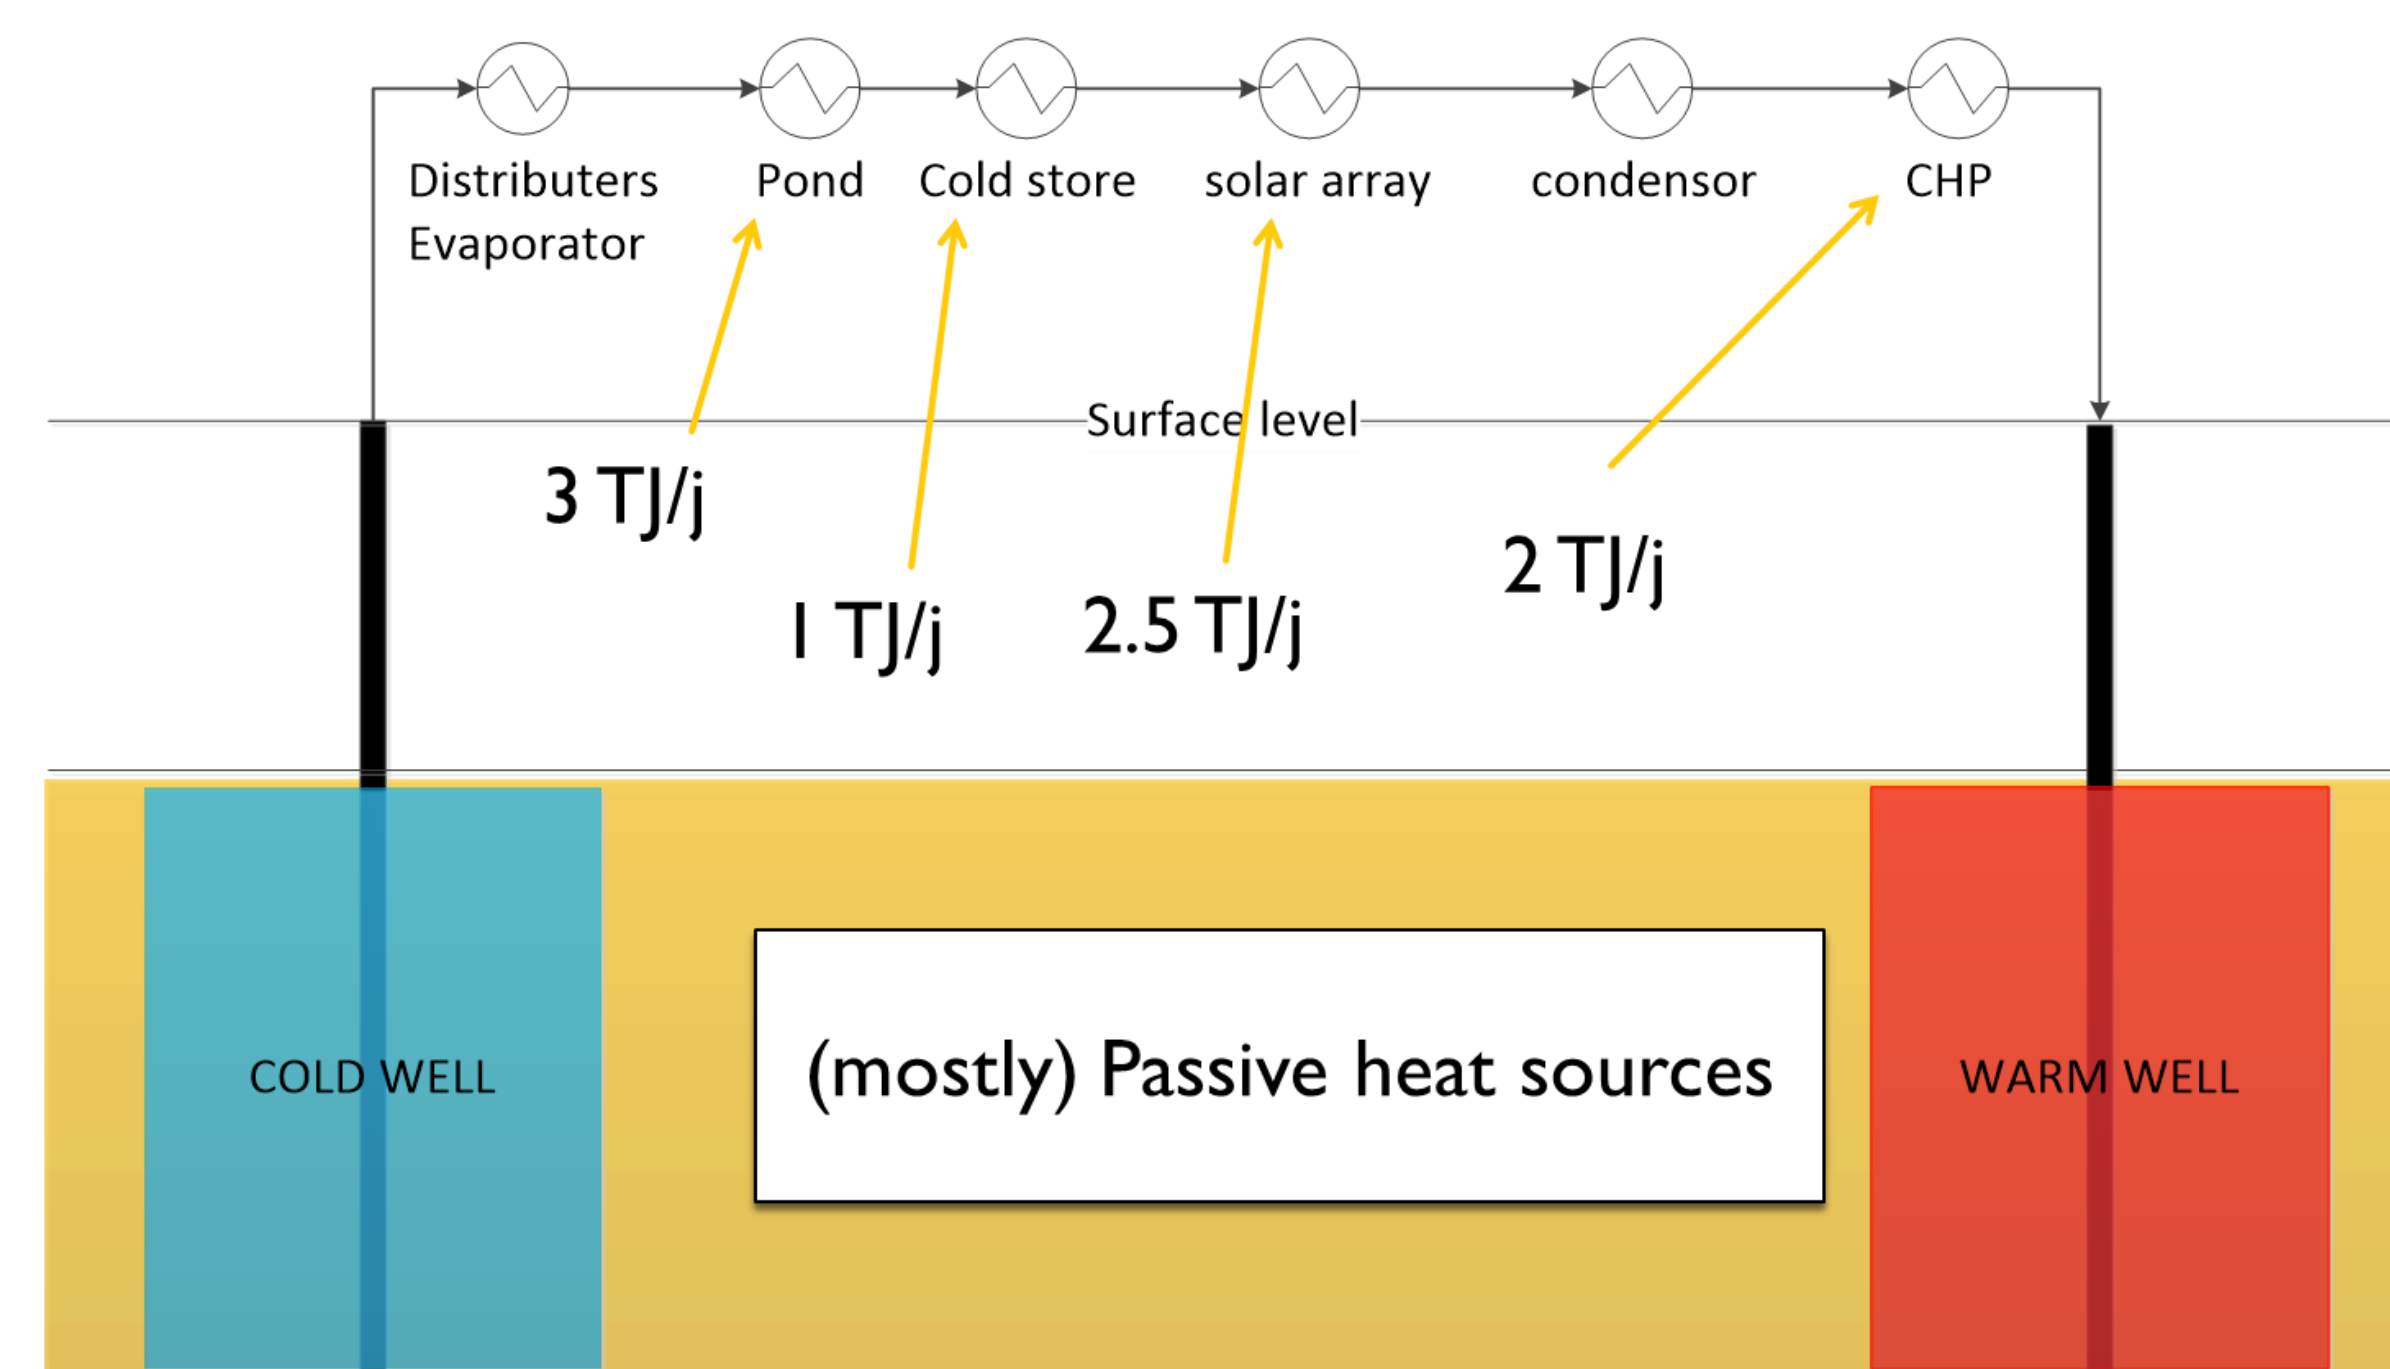 Distributers
Evaporator
Pond
Cold store
solar array
condensor
CHP
Surface level
3 TJ/j
1 TJ/j
2.5 TJ/j
2 TJ/j
COLD WELL
(mostly) Passive heat sources
WARM WELL